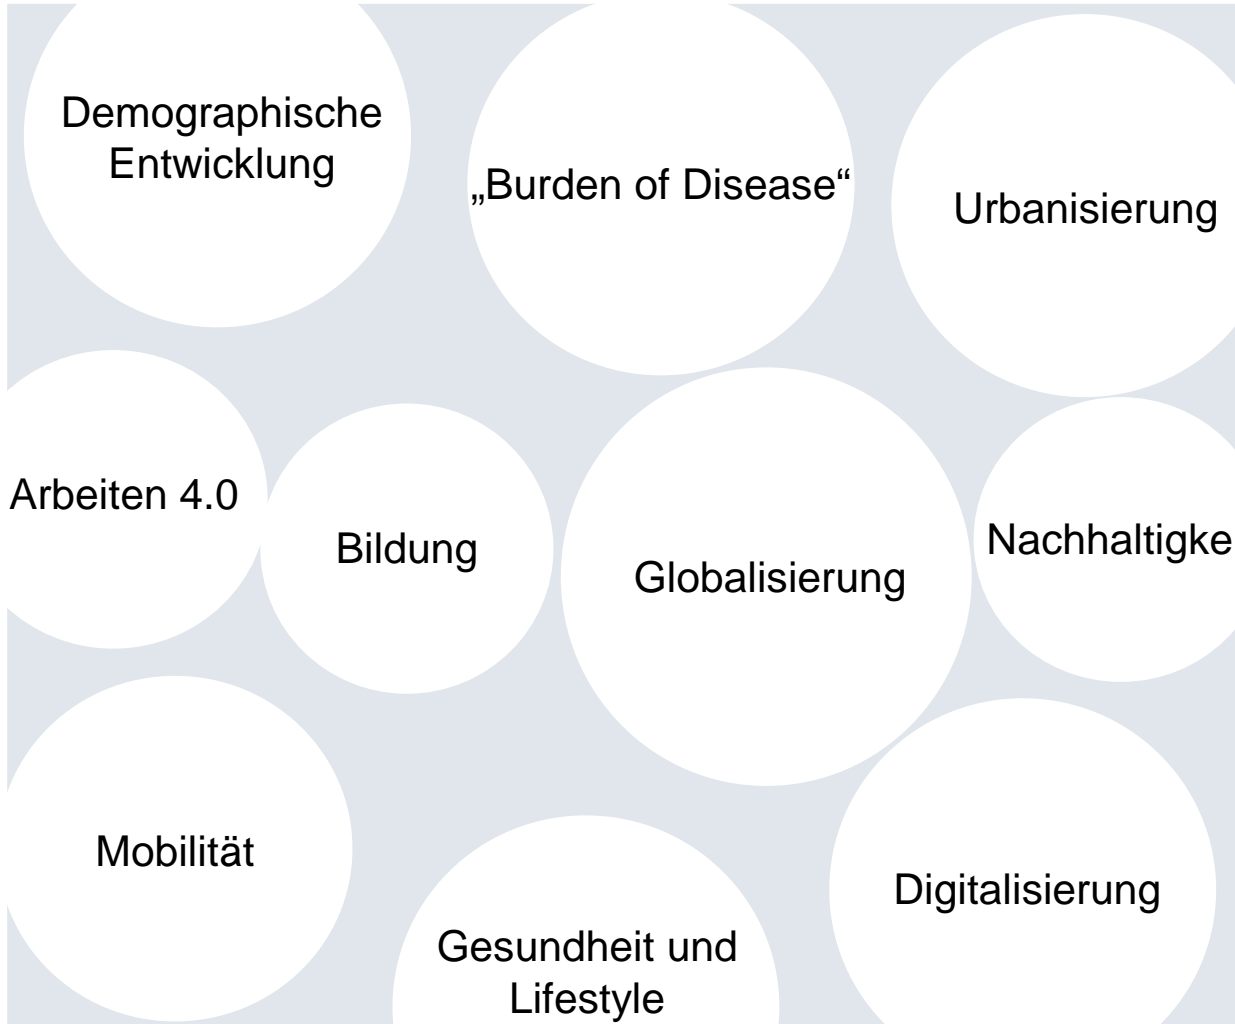 Demographische
Entwicklung
„Burden of Disease“
Urbanisierung
Arbeiten 4.0
Bildung
Globalisierung
Nachhaltigke
Mobilität
Digitalisierung
Gesundheit und
Lifestyle